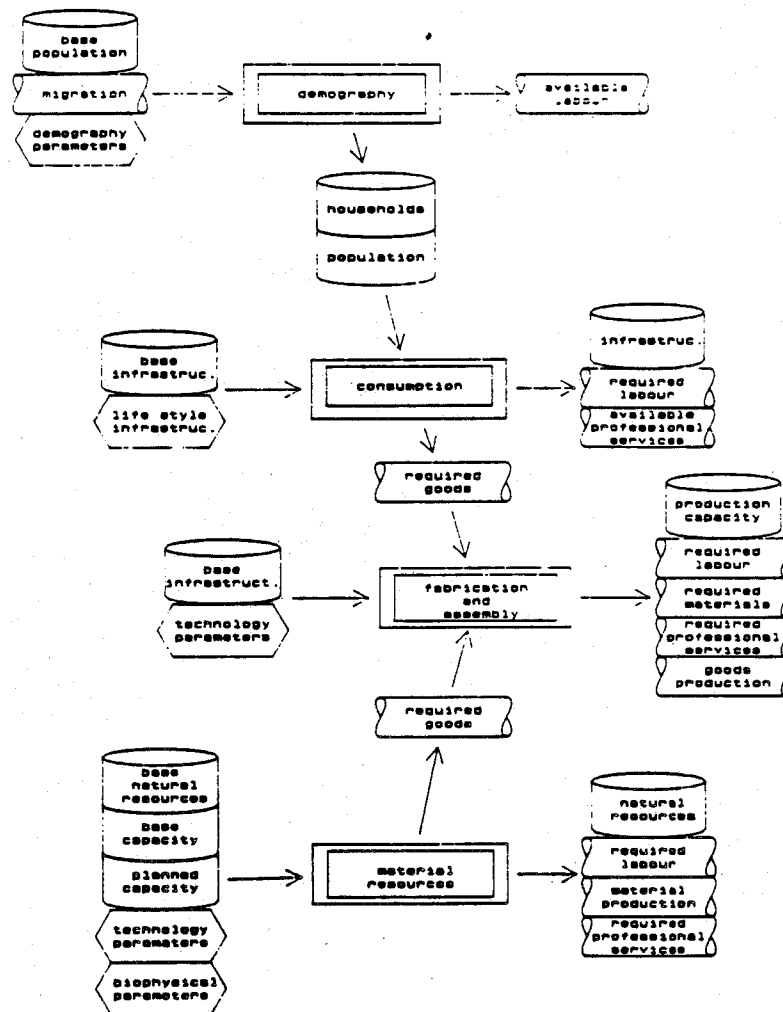 base
population
migration
demography
parameters
demography
available
labour
households
population
base
infrastruc.
life style
infrastruc.
consumption
infrastruc.
required
labour
available
professional
services
required
goods
base
infrastruct.
technology
parameters
fabrication
and
assembly
production
capacity
required
labour
required
materials
required
professional
services
goods
production
required
goods
base
natural
resources
base
capacity
planned
capacity
technology
parameters
biophysical
parameters
material
resources
natural
resources
required
labour
material
production
required
professional
services